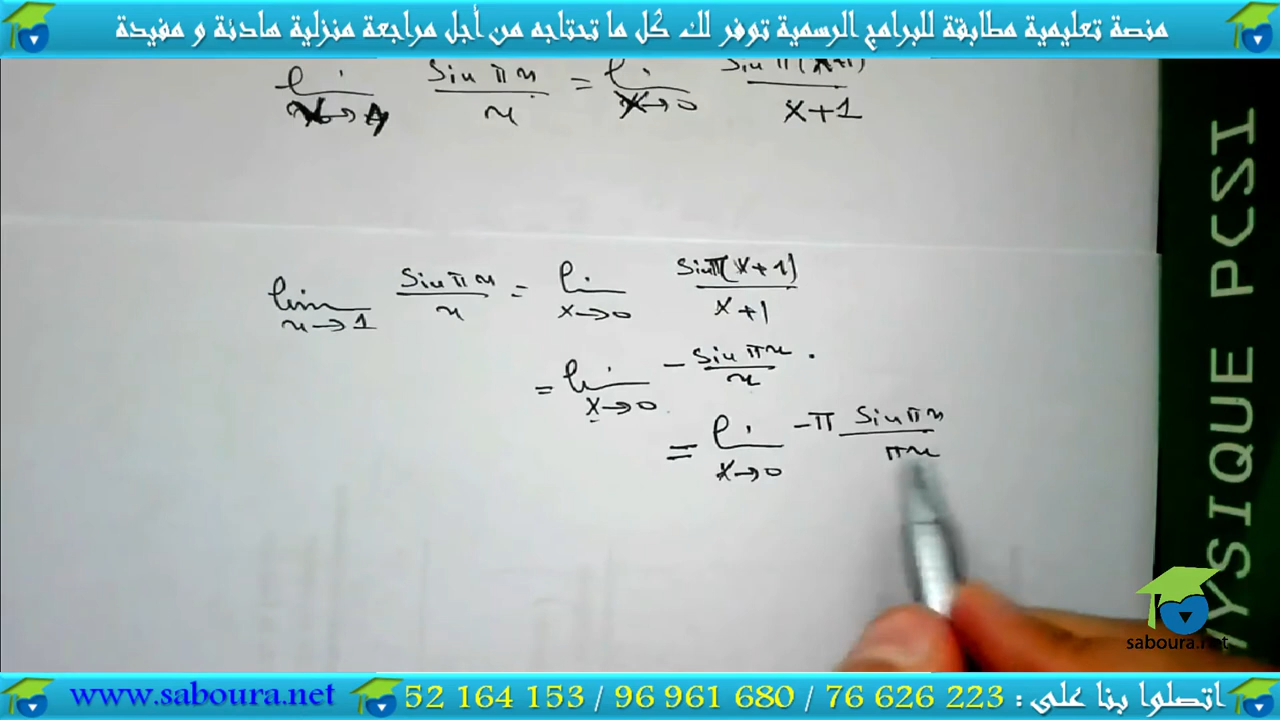 منصة تعليمية مطابقة للبرامج الرسمية توفر لك كل ما تحتاجه من أجل مراجعة منزلية هادئة و مفيدة
sin πx = lim sin π(x+1)
x x→0 x+1
lim sin πx = lim sin π(x+1)
x→1 x x→0 x+1
= lim - sin πx .
x→0 x
= lim -π sin πx
x→0 πx
PHYSIQUE PCSI
saboura.net
www.saboura.net 52 164 153 / 96 961 680 / 76 626 223 : اتصلوا بنا على